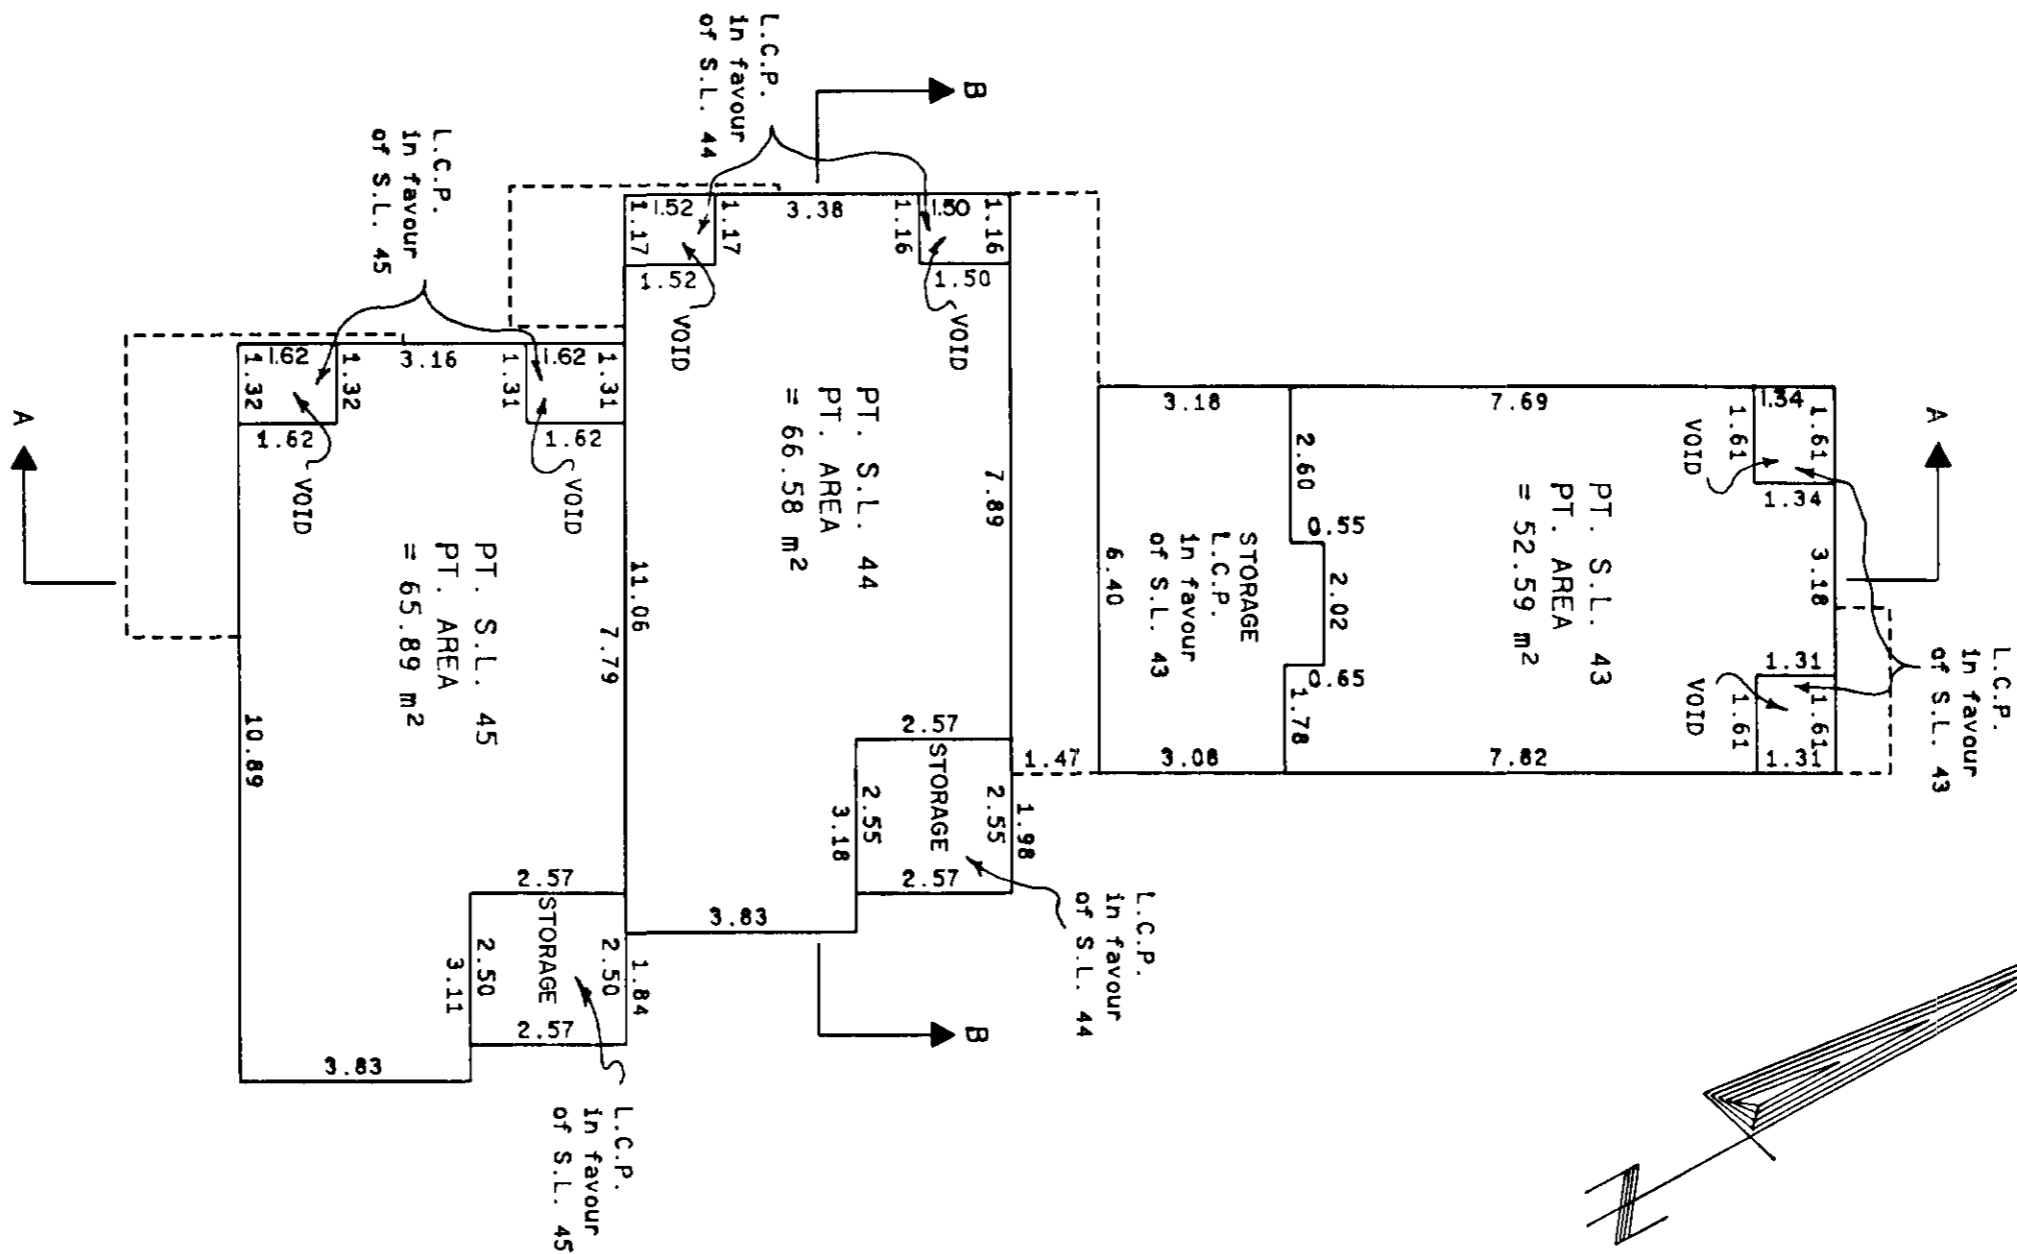 L.C.P.
in favour
of S.L. 44
B
L.C.P.
in favour
of S.L. 45
1.52
1.17
1.17
1.52
3.38
1.50
1.16
1.16
1.50
VOID
VOID
1.62
1.32
1.32
1.62
3.16
1.62
1.31
1.31
1.62
VOID
VOID
A
PT. S.L. 44
PT. AREA
= 66.58 m²
7.89
11.06
PT. S.L. 45
PT. AREA
= 65.89 m²
7.79
10.89
3.18
7.69
1.34
1.61
1.61
1.34
VOID
A
2.60
0.55
2.02
0.65
1.78
6.40
STORAGE
L.C.P.
in favour
of S.L. 43
PT. S.L. 43
PT. AREA
= 52.59 m²
3.18
1.31
1.61
1.61
1.31
VOID
L.C.P.
in favour
of S.L. 43
3.08
7.82
1.47
2.57
STORAGE
2.55
2.55
3.18
1.98
2.57
L.C.P.
in favour
of S.L. 44
3.83
B
2.57
STORAGE
2.50
2.50
3.11
1.84
2.57
3.83
L.C.P.
in favour
of S.L. 45
N